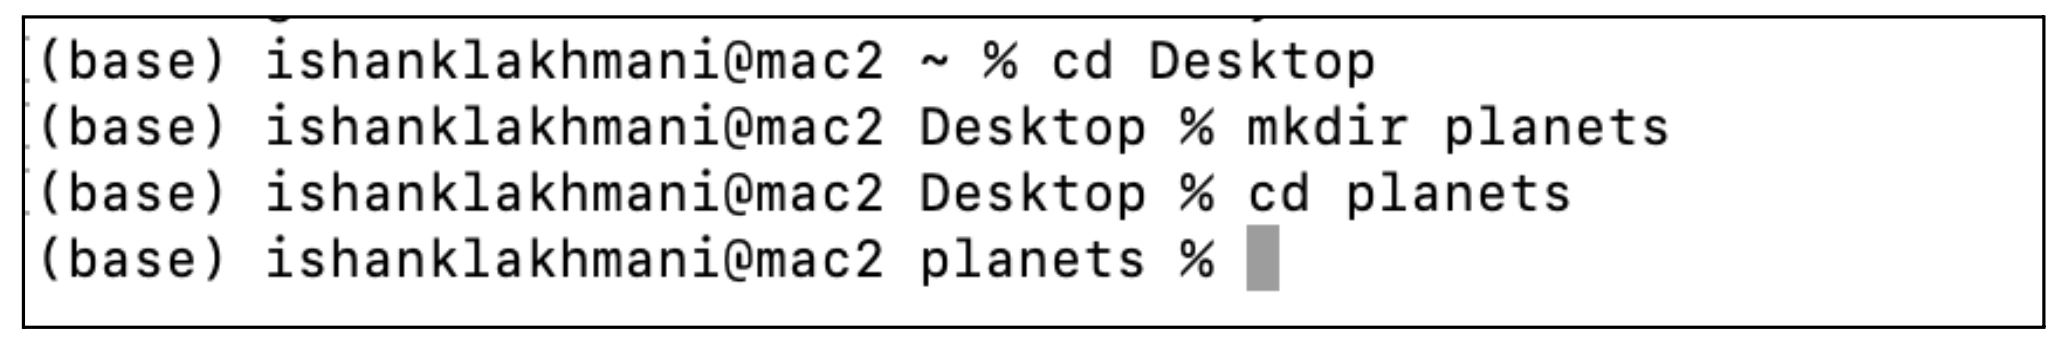 (base) ishanklakhmani@mac2 ~ % cd Desktop
(base) ishanklakhmani@mac2 Desktop % mkdir planets
(base) ishanklakhmani@mac2 Desktop % cd planets
(base) ishanklakhmani@mac2 planets %